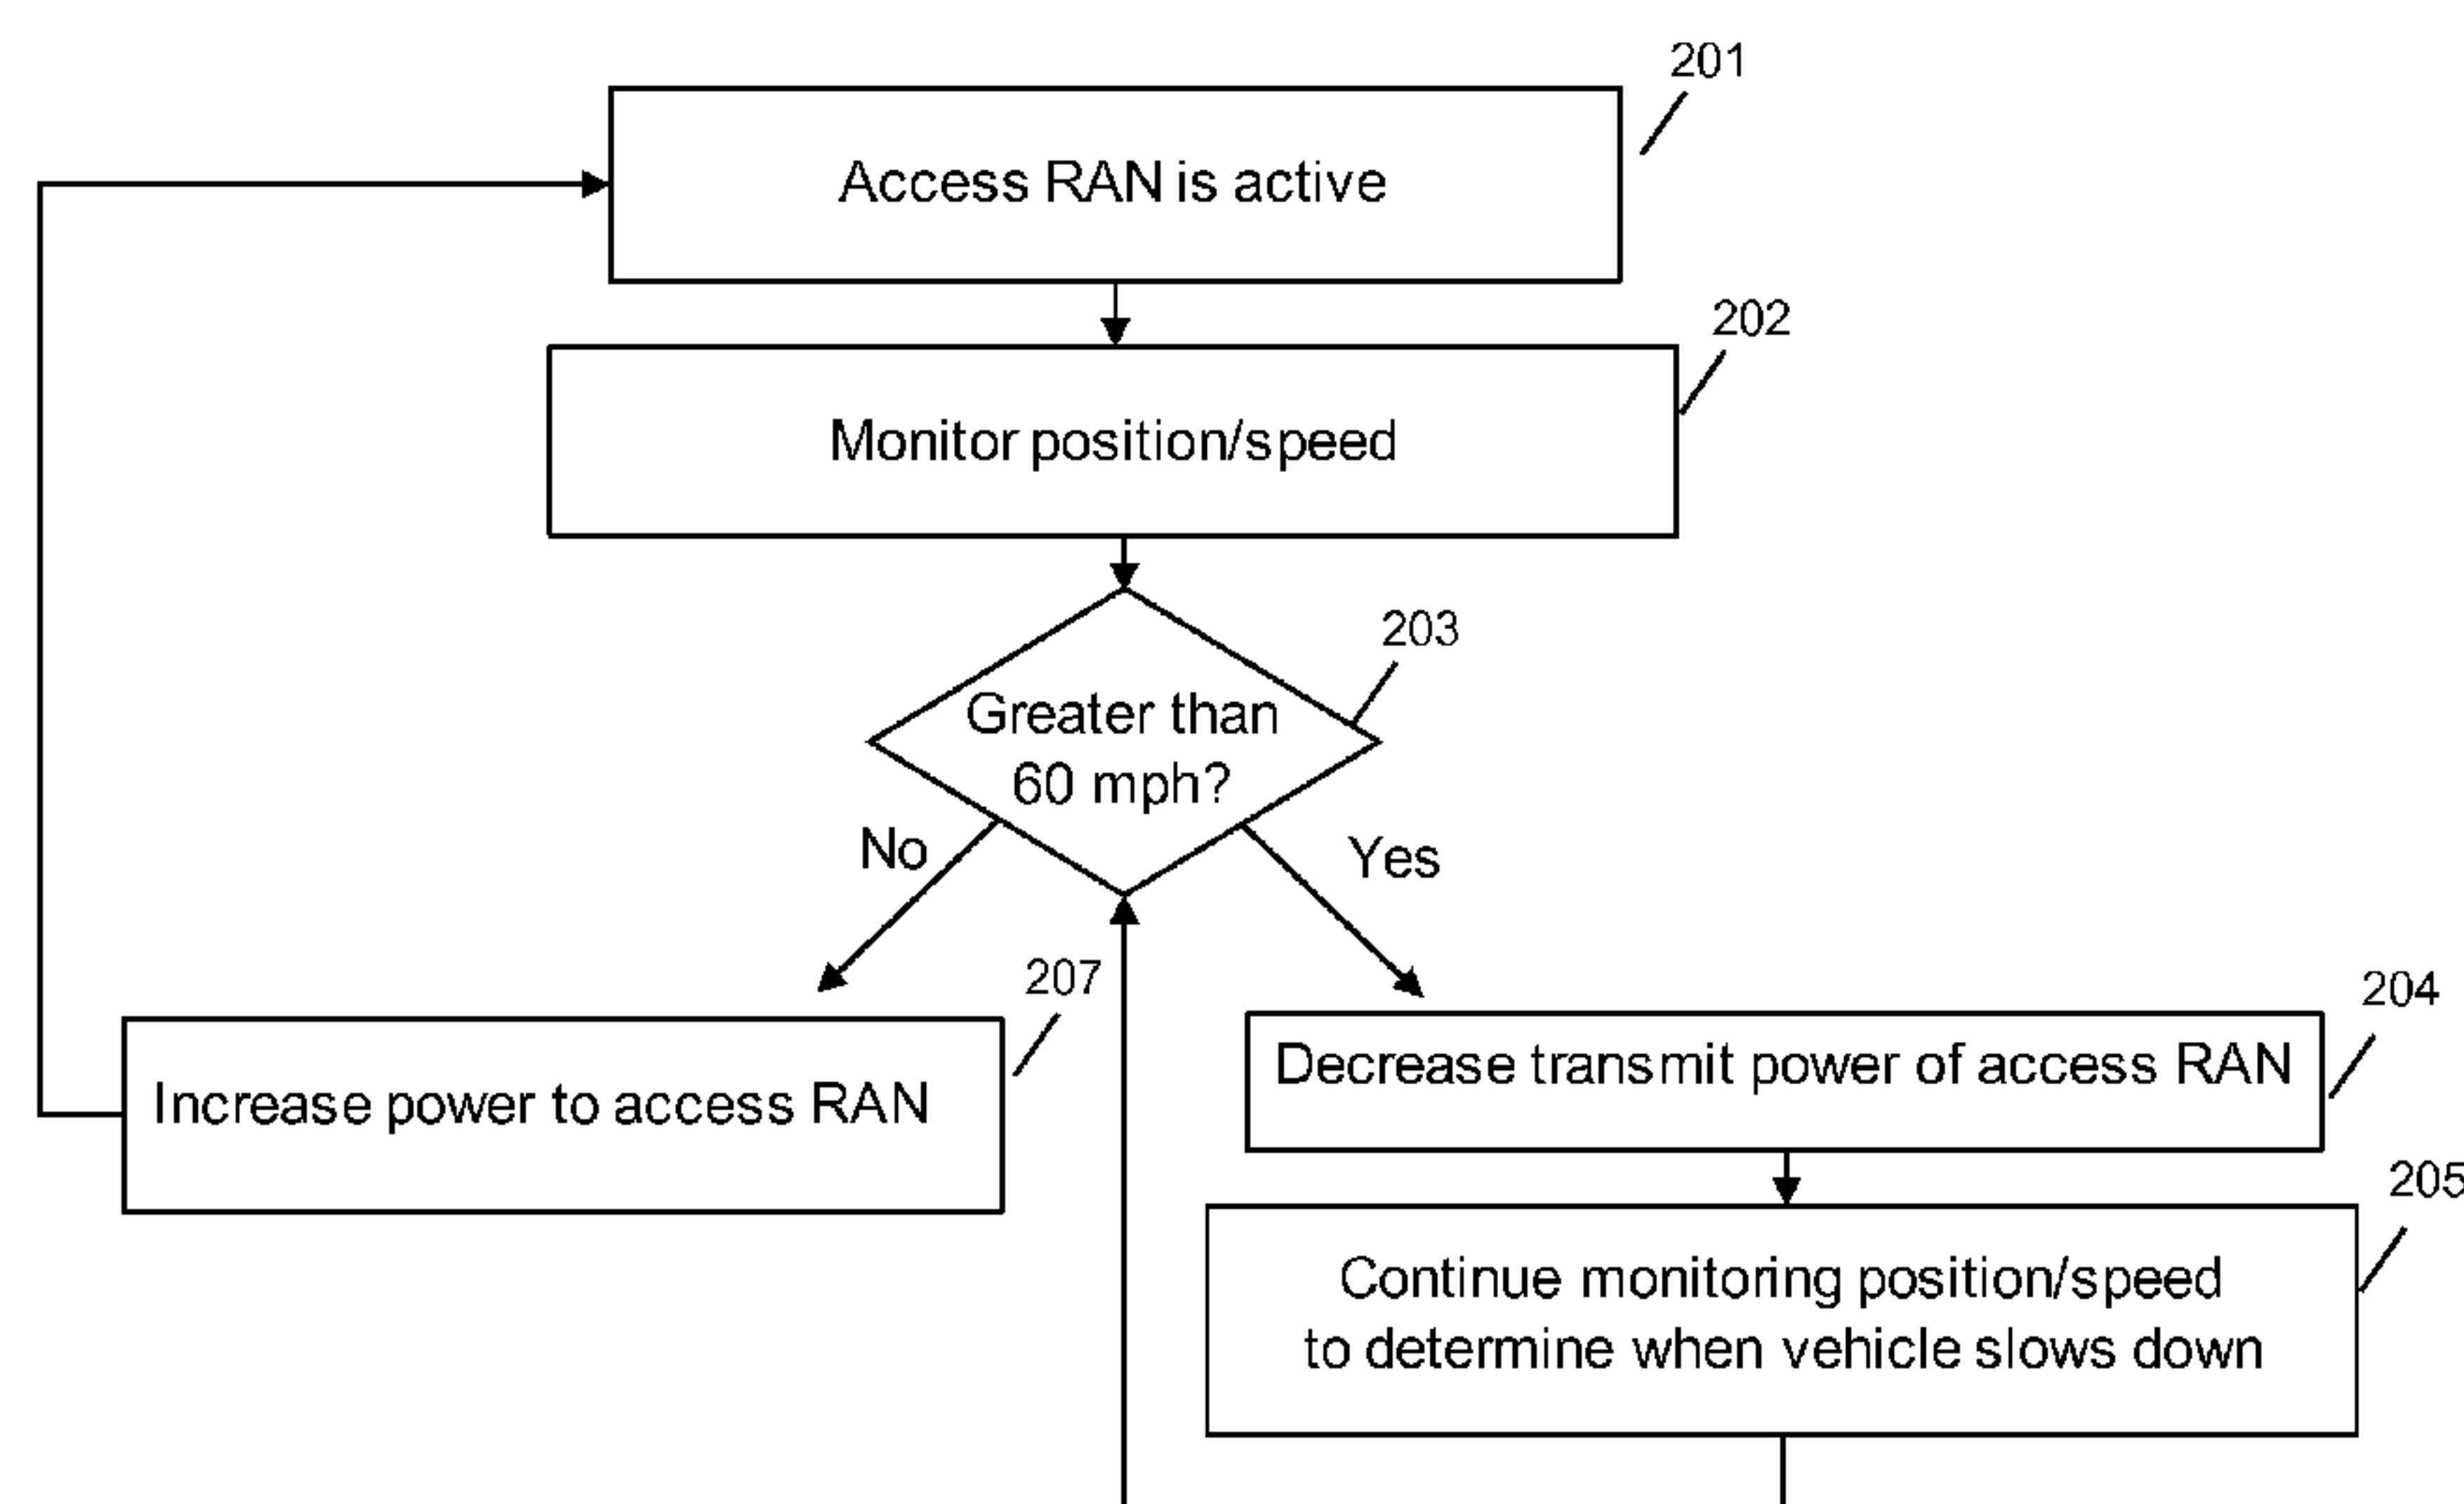 201
Access RAN is active
202
Monitor position/speed
203
Greater than
60 mph?
No
Yes
207
204
Increase power to access RAN
Decrease transmit power of access RAN
205
Continue monitoring position/speed
to determine when vehicle slows down